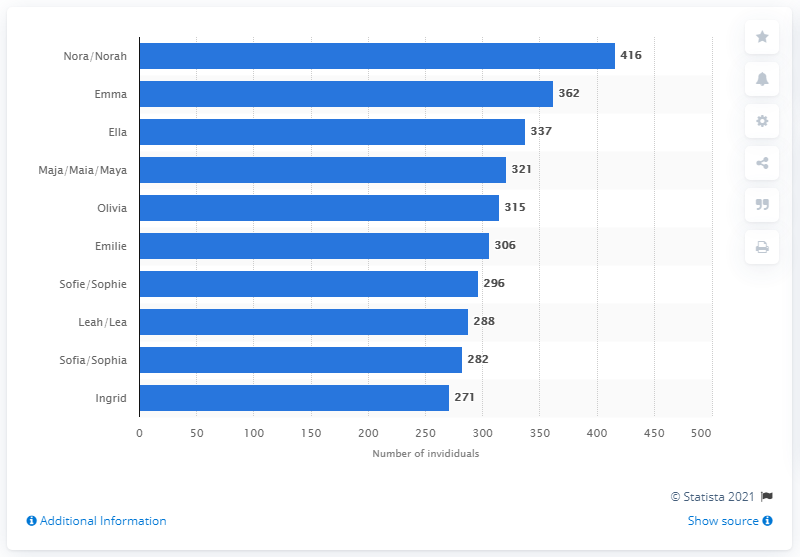 Nora/Norah 416
Emma 362
Ella 337
Maja/Maia/Maya 321
Olivia 315
Emilie 306
Sofie/Sophie 296
Leah/Lea 288
Sofia/Sophia 282
Ingrid 271
0 50 100 150 200 250 300 350 400 450 500
Number of invididuals
© Statista 2021
Additional Information
Show source